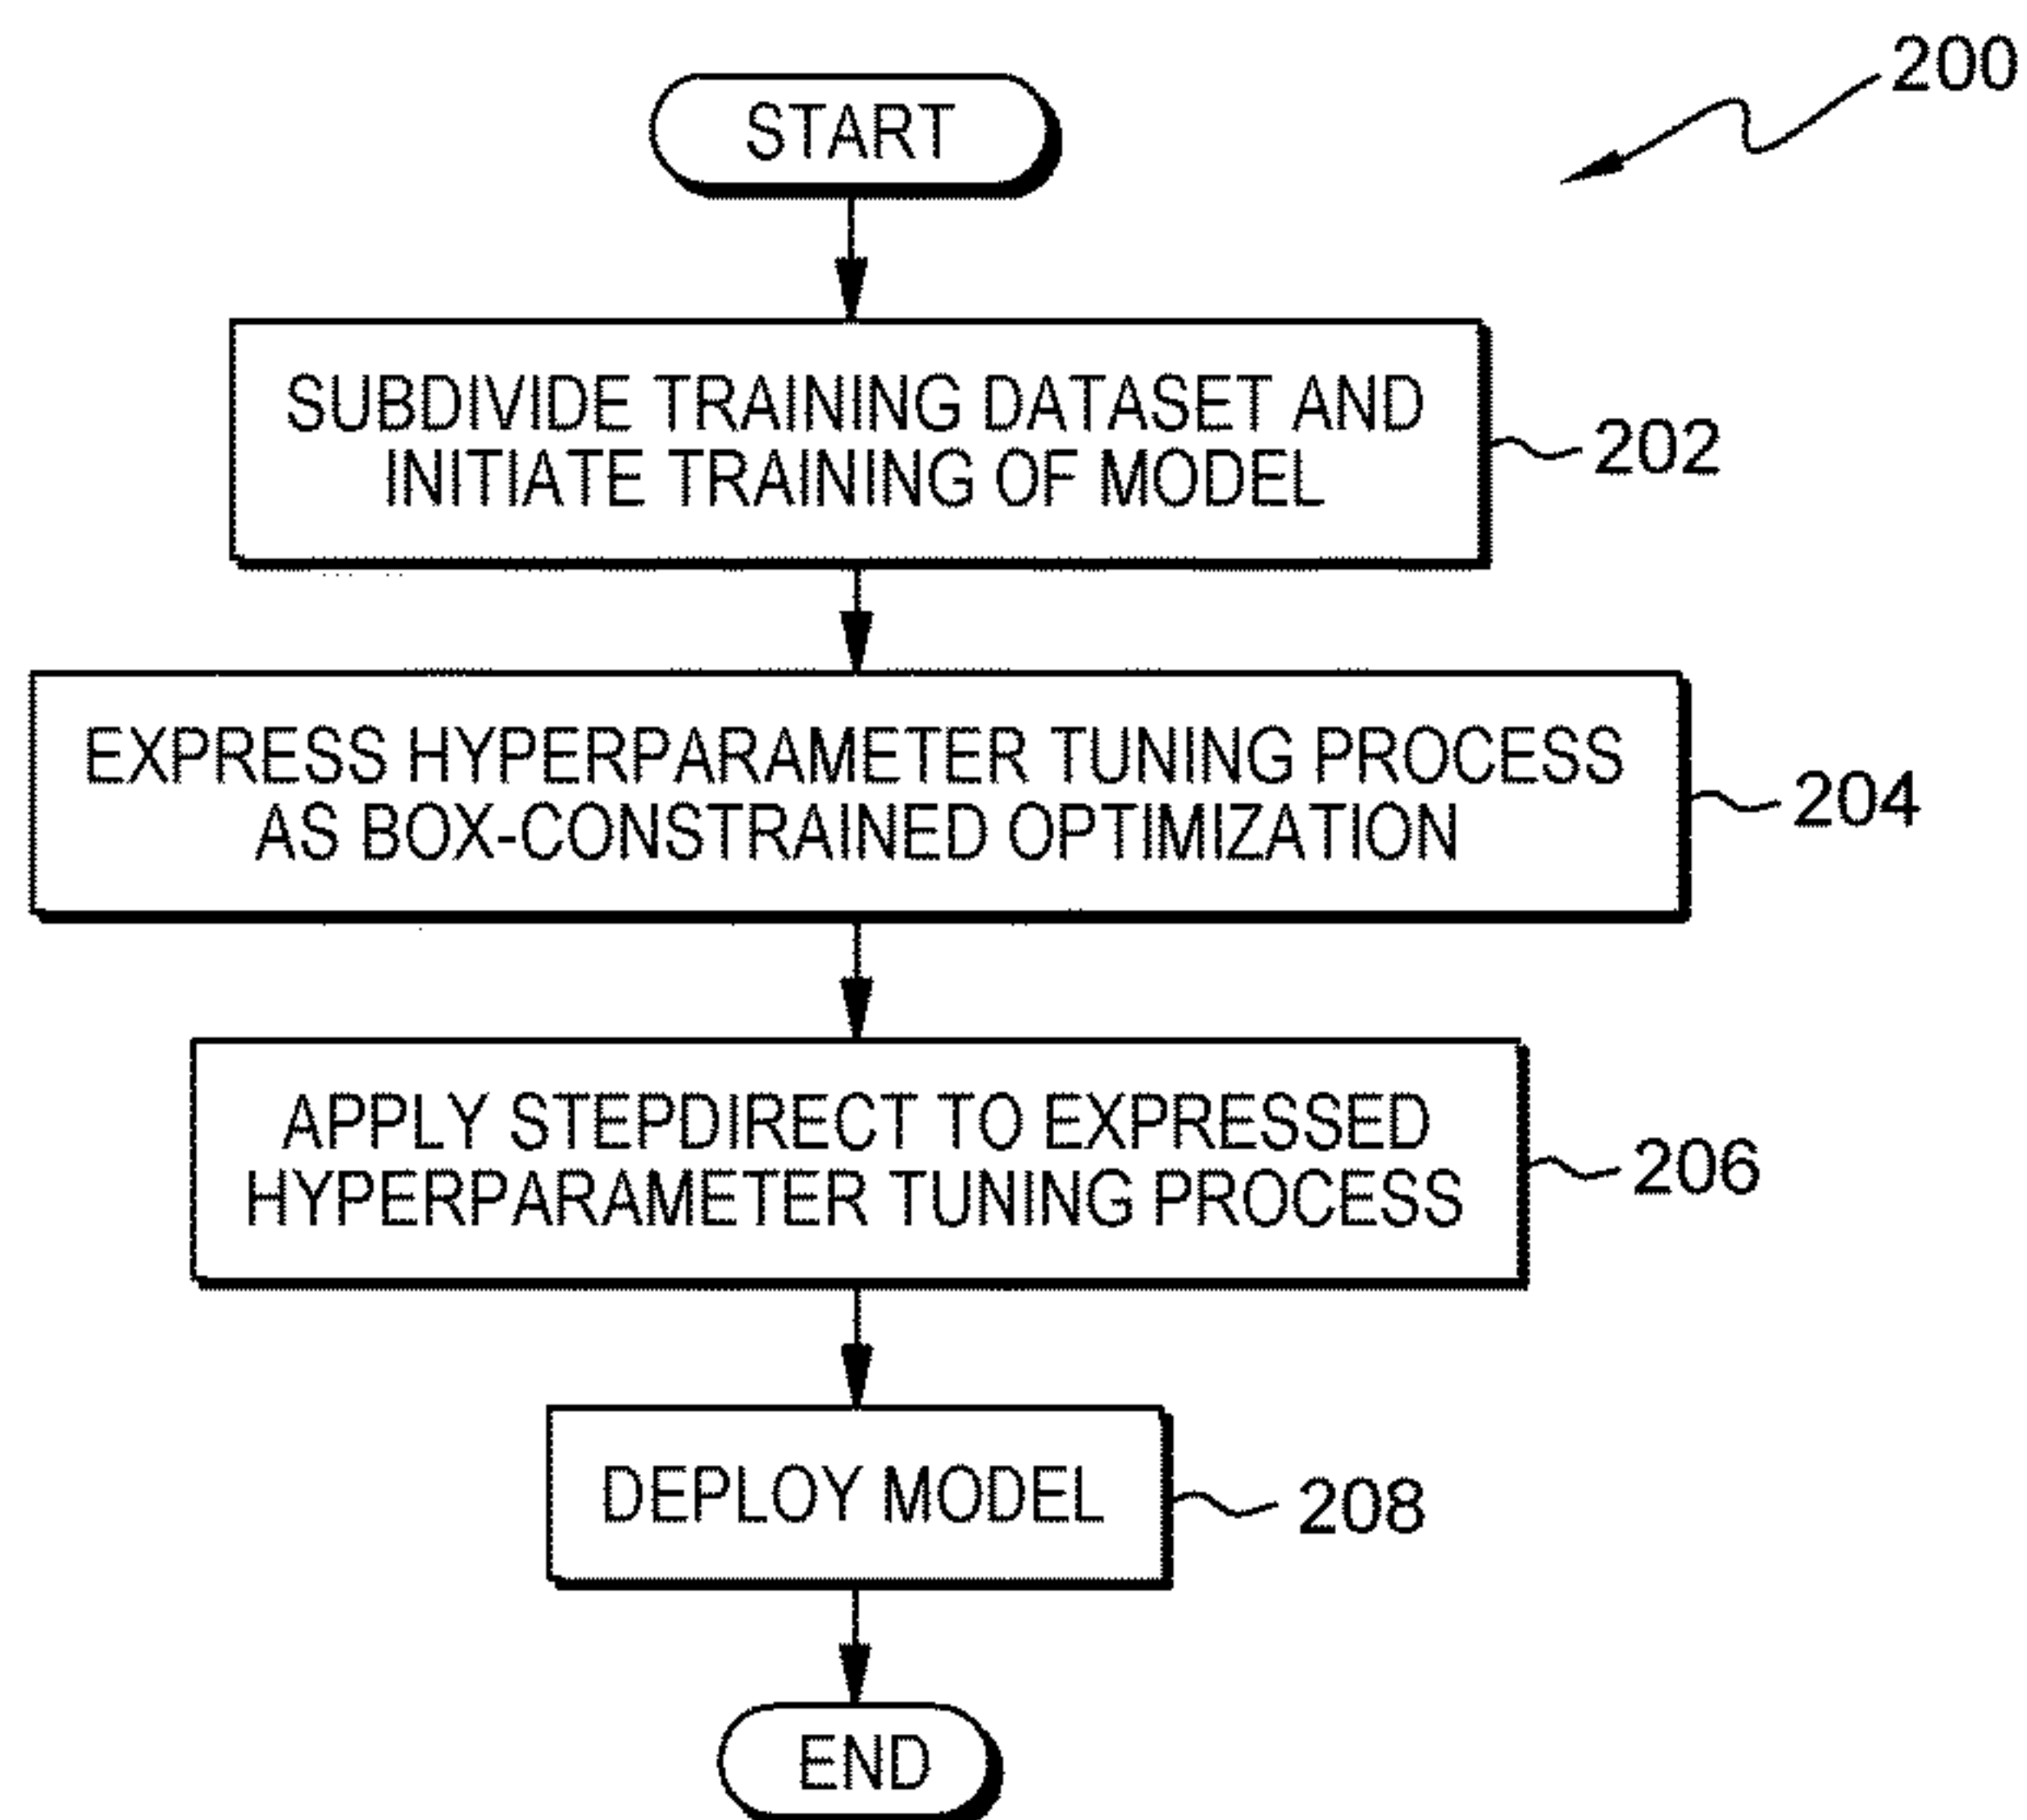 200
START
SUBDIVIDE TRAINING DATASET AND
INITIATE TRAINING OF MODEL
202
EXPRESS HYPERPARAMETER TUNING PROCESS
AS BOX-CONSTRAINED OPTIMIZATION
204
APPLY STEPDIRECT TO EXPRESSED
HYPERPARAMETER TUNING PROCESS
206
DEPLOY MODEL
208
END